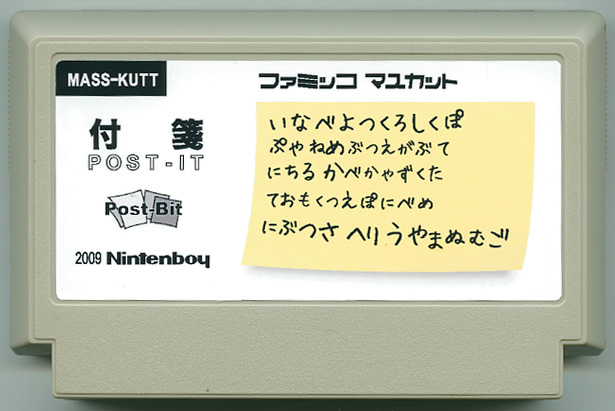 MASS-KUTT
ファミッコ マユカット
付箋
POST-IT
Post-Bit
2009 Nintenboy
いなべよつくろしくぽ
ぷやねめぶつえがぶて
にちるかべかゃずくた
ておもくつえぽにべめ
にぶつさへりうやまぬむご